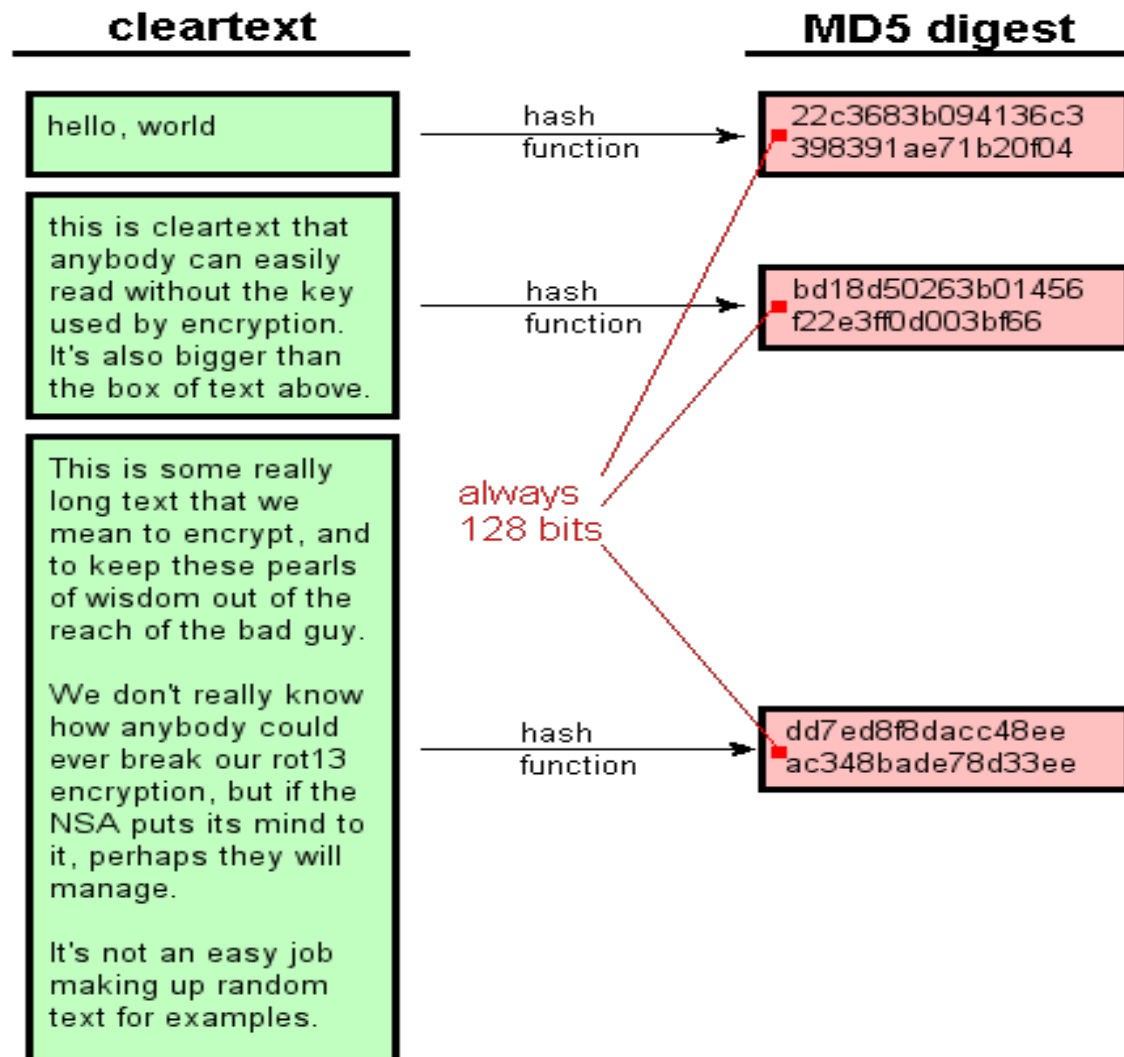 cleartext
MD5 digest
hello, world
hash
function
22c3683b094136c3
398391ae71b20f04
this is cleartext that
anybody can easily
read without the key
used by encryption.
It's also bigger than
the box of text above.
hash
function
bd18d50263b01456
f22e3ff0d003bf66
always
128 bits
This is some really
long text that we
mean to encrypt, and
to keep these pearls
of wisdom out of the
reach of the bad guy.
We don't really know
how anybody could
ever break our rot13
encryption, but if the
NSA puts its mind to
it, perhaps they will
manage.
It's not an easy job
making up random
text for examples.
hash
function
dd7ed8f8dacc48ee
ac348bade78d33ee